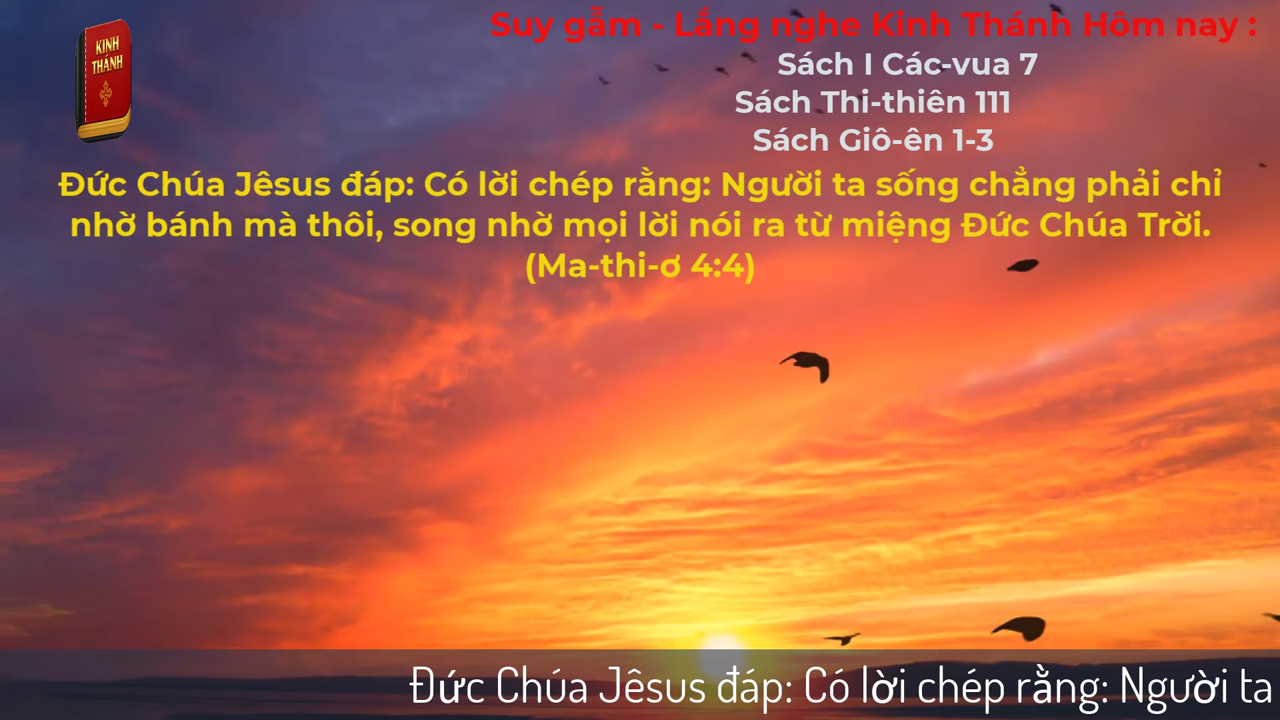 Suy gẫm - Lắng nghe Kinh Thánh Hôm nay :
KINH
THÁNH
Sách I Các-vua 7
Sách Thi-thiên 111
Sách Giô-ên 1-3
Đức Chúa Jêsus đáp: Có lời chép rằng: Người ta sống chẳng phải chỉ
nhờ bánh mà thôi, song nhờ mọi lời nói ra từ miệng Đức Chúa Trời.
(Ma-thi-ơ 4:4)
Đức Chúa Jêsus đáp: Có lời chép rằng: Người ta